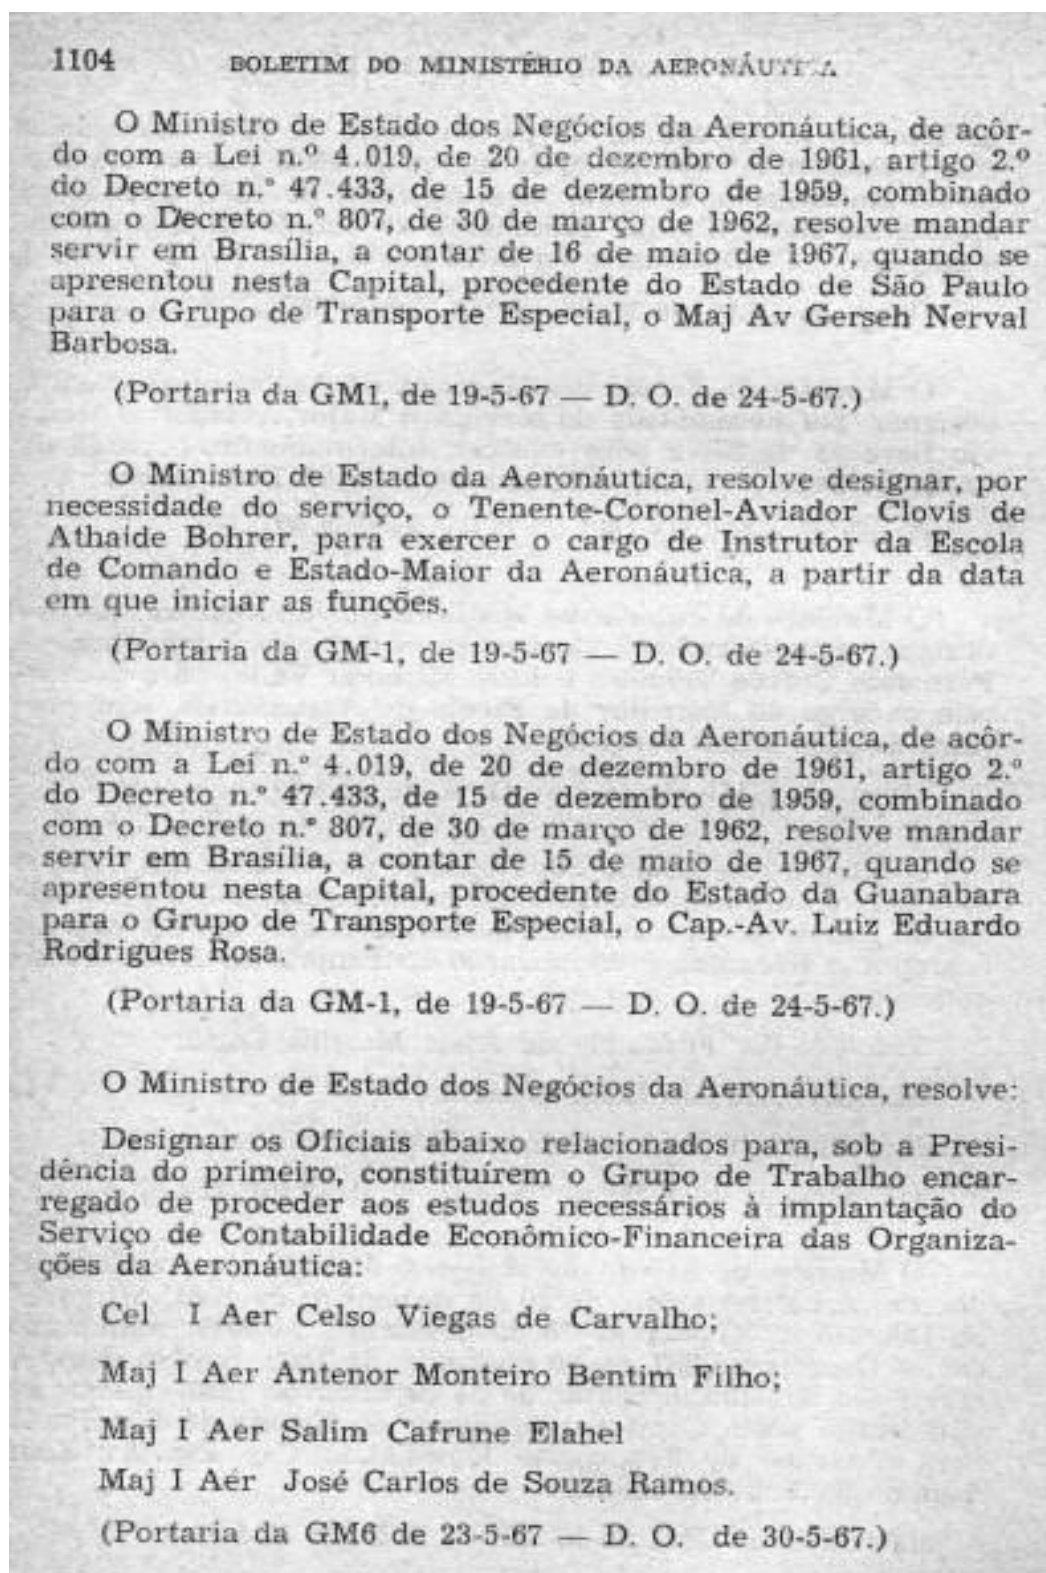 1104 BOLETIM DO MINISTÉRIO DA AERONÁUTICA
O Ministro de Estado dos Negócios da Aeronáutica, de acôr-
do com a Lei n.º 4.019, de 20 de dezembro de 1961, artigo 2.º
do Decreto n.º 47.433, de 15 de dezembro de 1959, combinado
com o Decreto n.º 807, de 30 de março de 1962, resolve mandar
servir em Brasília, a contar de 16 de maio de 1967, quando se
apresentou nesta Capital, procedente do Estado de São Paulo
para o Grupo de Transporte Especial, o Maj Av Gerseh Nerval
Barbosa.
(Portaria da GM1, de 19-5-67 — D. O. de 24-5-67.)
O Ministro de Estado da Aeronáutica, resolve designar, por
necessidade do serviço, o Tenente-Coronel-Aviador Clovis de
Athaide Bohrer, para exercer o cargo de Instrutor da Escola
de Comando e Estado-Maior da Aeronáutica, a partir da data
em que iniciar as funções.
(Portaria da GM-1, de 19-5-67 — D. O. de 24-5-67.)
O Ministro de Estado dos Negócios da Aeronáutica, de acôr-
do com a Lei n.º 4.019, de 20 de dezembro de 1961, artigo 2.º
do Decreto n.º 47.433, de 15 de dezembro de 1959, combinado
com o Decreto n.º 807, de 30 de março de 1962, resolve mandar
servir em Brasília, a contar de 15 de maio de 1967, quando se
apresentou nesta Capital, procedente do Estado da Guanabara
para o Grupo de Transporte Especial, o Cap.-Av. Luiz Eduardo
Rodrigues Rosa.
(Portaria da GM-1, de 19-5-67 — D. O. de 24-5-67.)
O Ministro de Estado dos Negócios da Aeronáutica, resolve:
Designar os Oficiais abaixo relacionados para, sob a Presi-
dência do primeiro, constituírem o Grupo de Trabalho encar-
regado de proceder aos estudos necessários à implantação do
Serviço de Contabilidade Econômico-Financeira das Organiza-
ções da Aeronáutica:
Cel I Aer Celso Viegas de Carvalho;
Maj I Aer Antenor Monteiro Bentim Filho;
Maj I Aer Salim Cafrune Elahel
Maj I Aer José Carlos de Souza Ramos.
(Portaria da GM6 de 23-5-67 — D. O. de 30-5-67.)